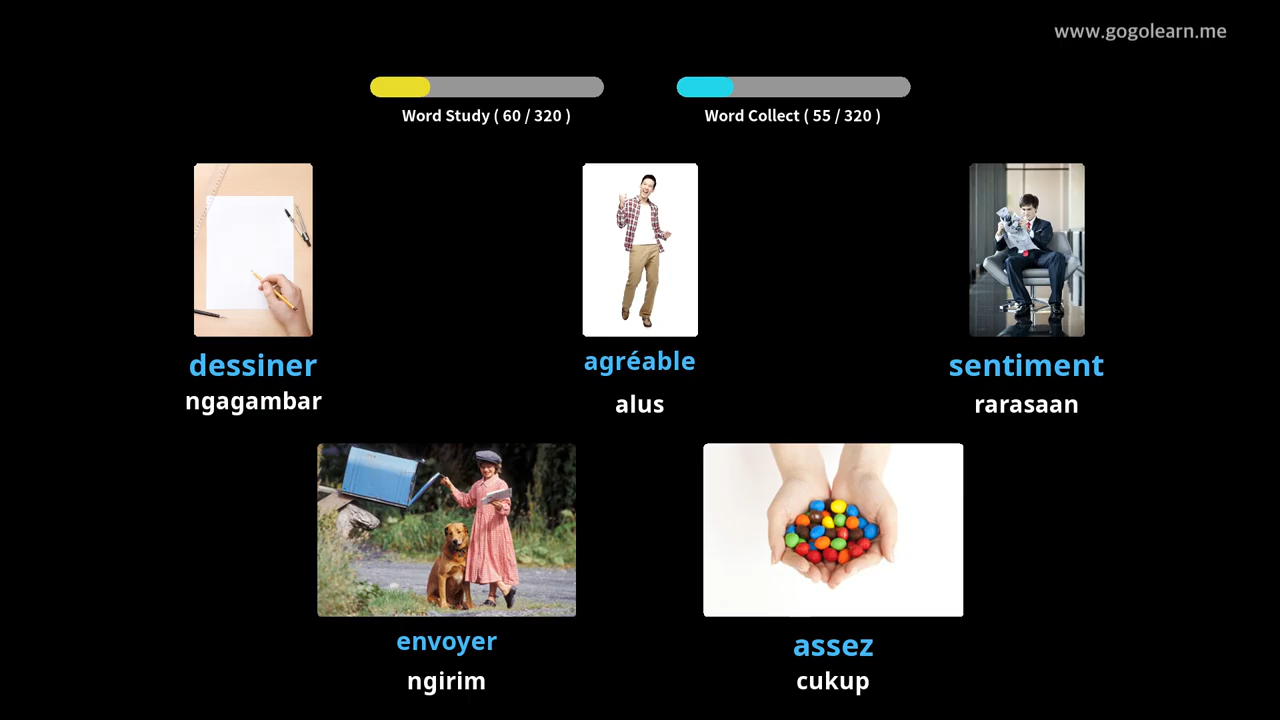 www.gogolearn.me
Word Study ( 60 / 320 )
Word Collect ( 55 / 320 )
dessiner
ngagambar
agréable
alus
sentiment
rarasaan
envoyer
ngirim
assez
cukup